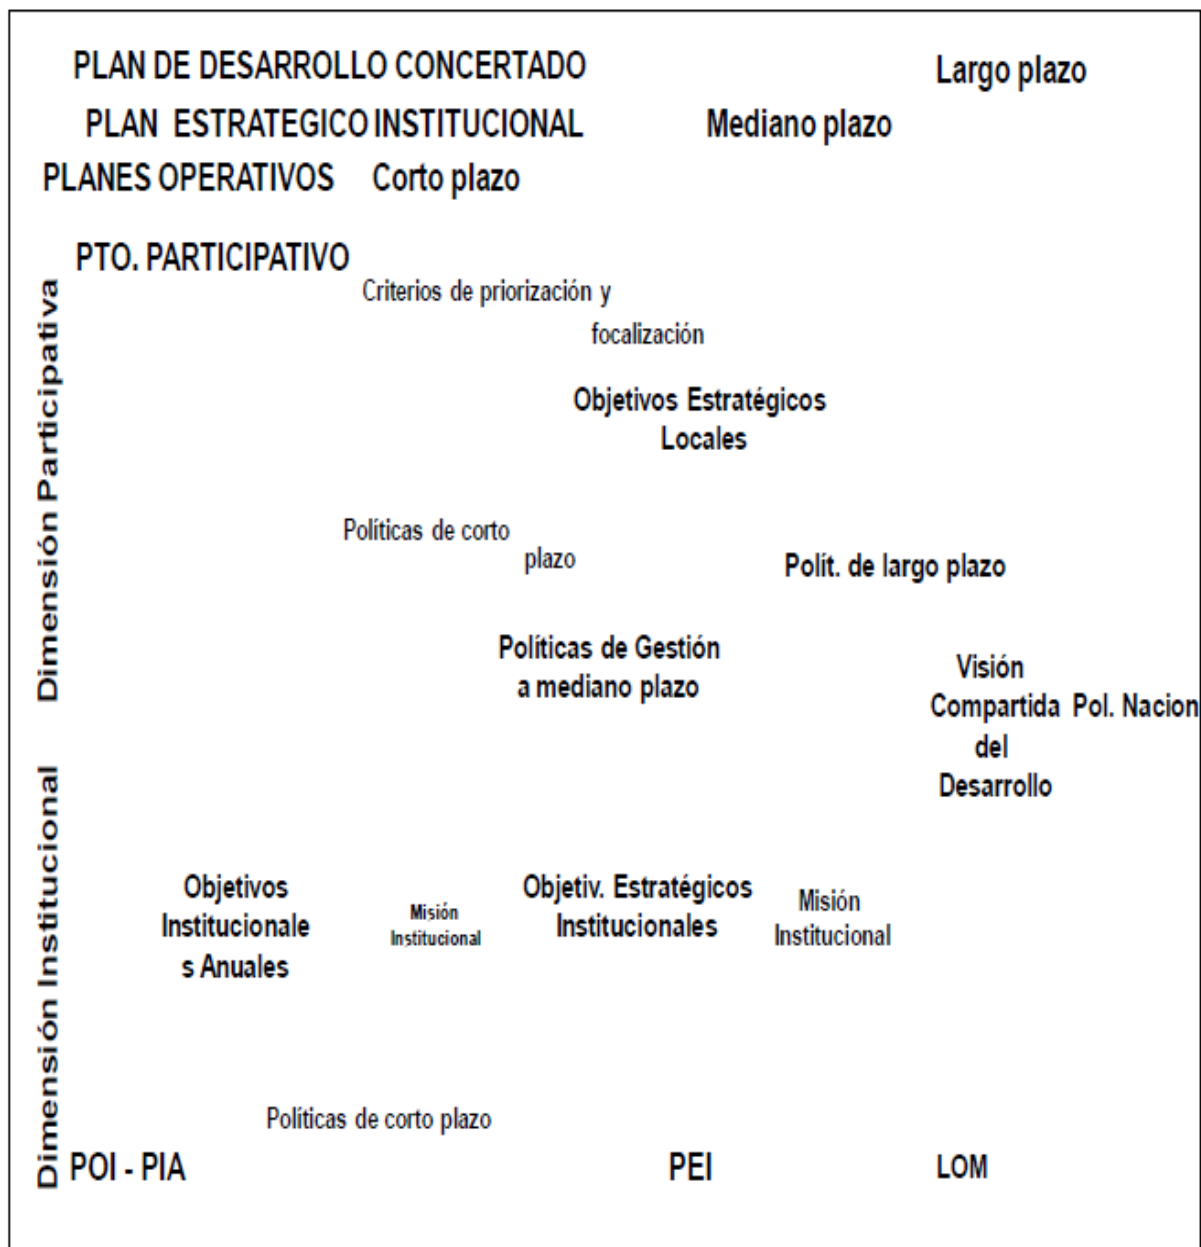 PLAN DE DESARROLLO CONCERTADO
Largo plazo
PLAN ESTRATEGICO INSTITUCIONAL
Mediano plazo
PLANES OPERATIVOS
Corto plazo
PTO. PARTICIPATIVO
Dimensión Participativa
Criterios de priorización y
focalización
Objetivos Estratégicos
Locales
Políticas de corto
plazo
Polít. de largo plazo
Políticas de Gestión
a mediano plazo
Visión
Compartida
del
Desarrollo
Pol. Nacion
Dimensión Institucional
Objetivos
Institucionale
s Anuales
Misión
Institucional
Objetiv. Estratégicos
Institucionales
Misión
Institucional
Políticas de corto plazo
POI - PIA
PEI
LOM